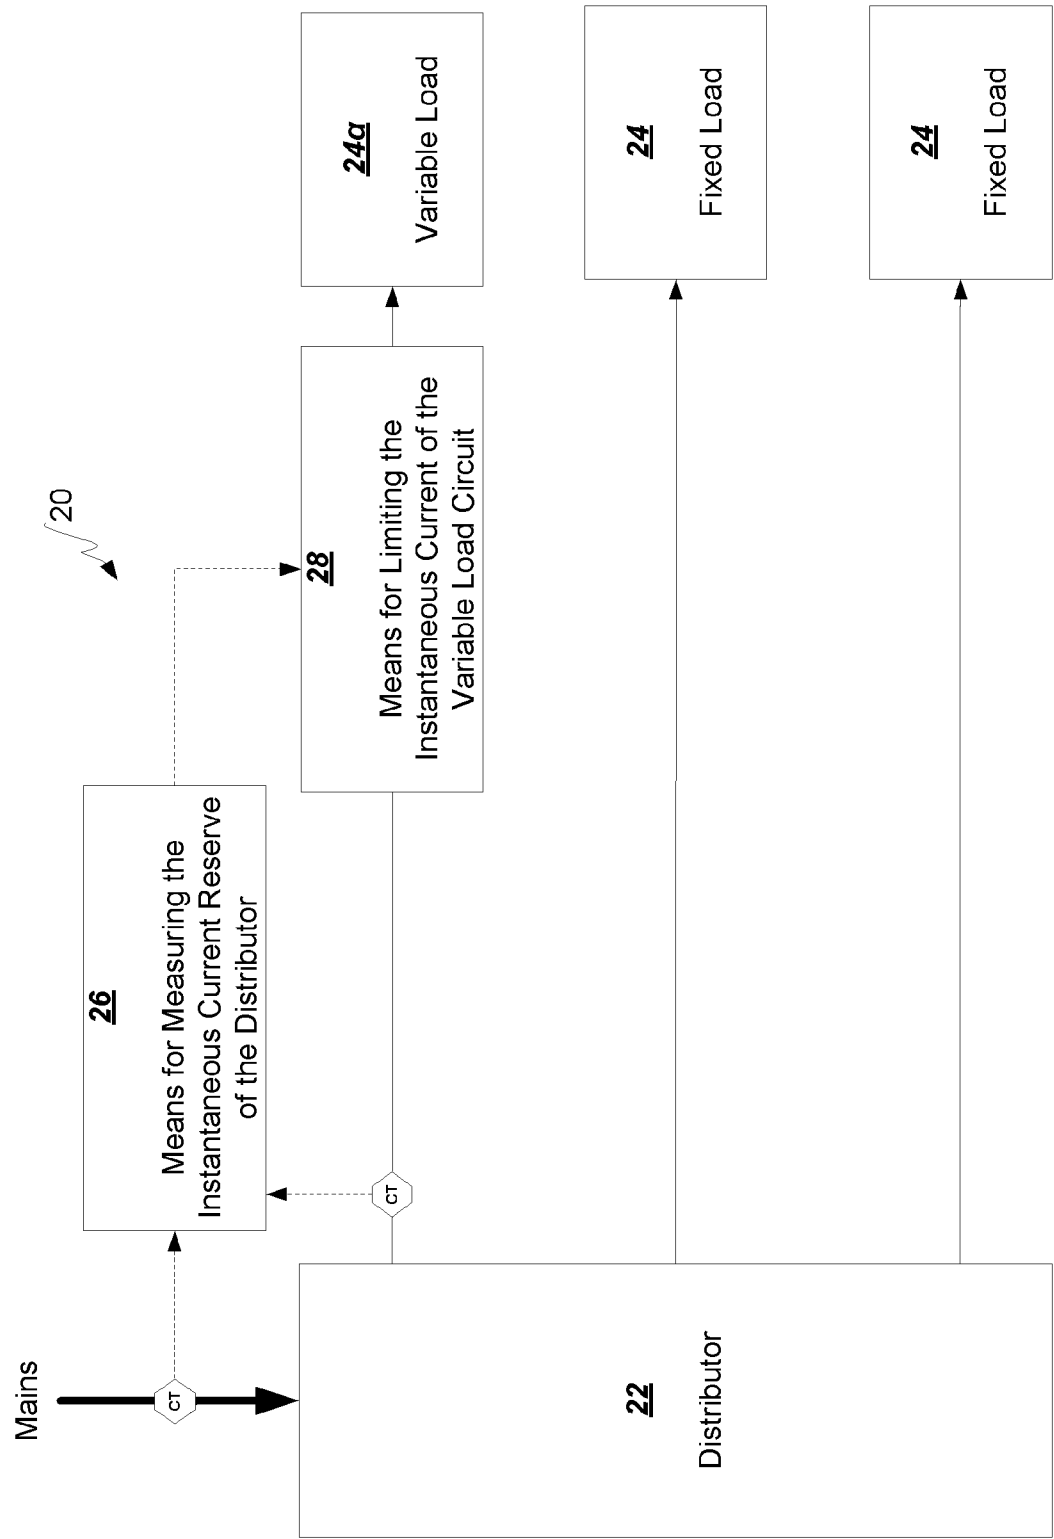 20
Mains
CT
26
Means for Measuring the
Instantaneous Current Reserve
of the Distributor
CT
28
Means for Limiting the
Instantaneous Current of the
Variable Load Circuit
24a
Variable Load
22
Distributor
24
Fixed Load
24
Fixed Load